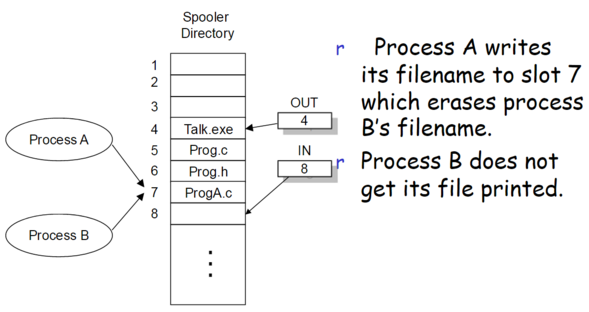 Spooler
Directory
1
2
3
4 Talk.exe
5 Prog.c
6 Prog.h
7 ProgA.c
8
Process A
Process B
OUT
4
IN
8
r Process A writes
its filename to slot 7
which erases process
B's filename.
r Process B does not
get its file printed.